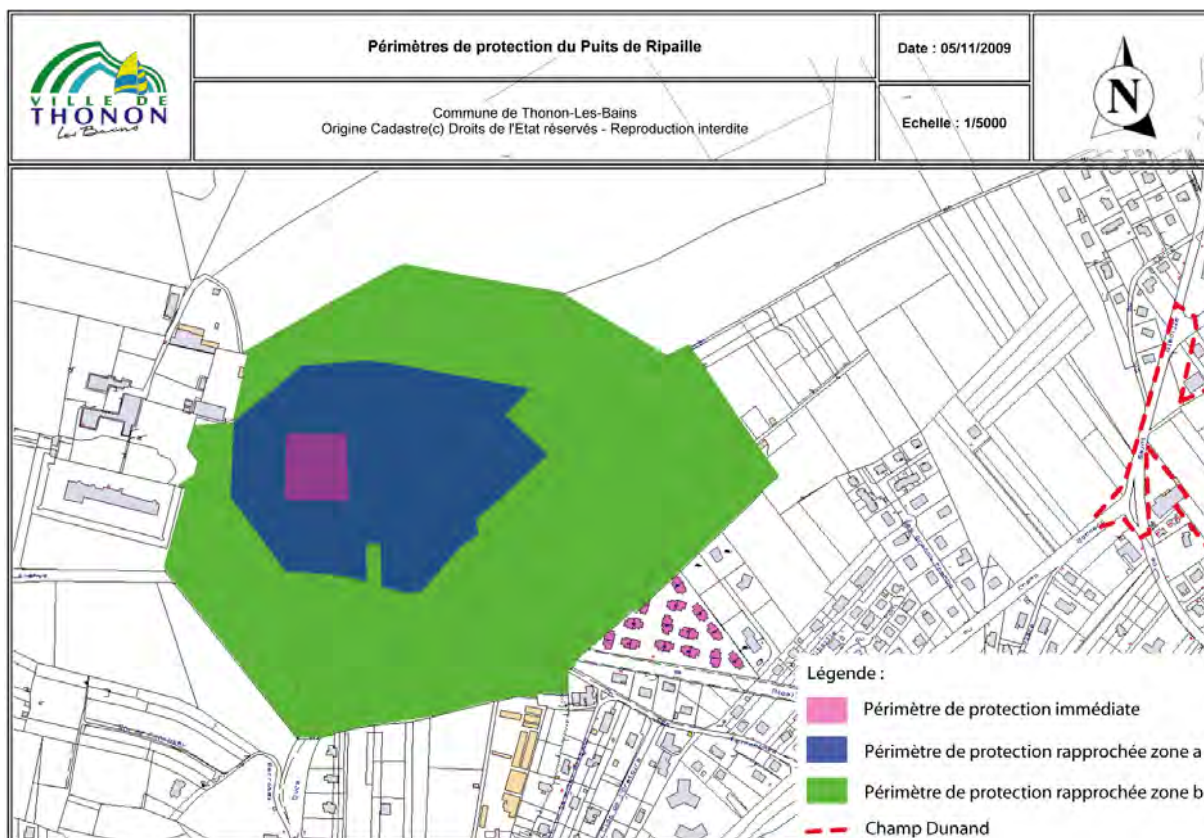 VILLE DE
THONON
Les Bains
Périmètres de protection du Puits de Ripaille
Commune de Thonon-Les-Bains
Origine Cadastre(c) Droits de l'Etat réservés - Reproduction interdite
Date : 05/11/2009
Echelle : 1/5000
N
Légende :
Périmètre de protection immédiate
Périmètre de protection rapprochée zone a
Périmètre de protection rapprochée zone b
Champ Dunand